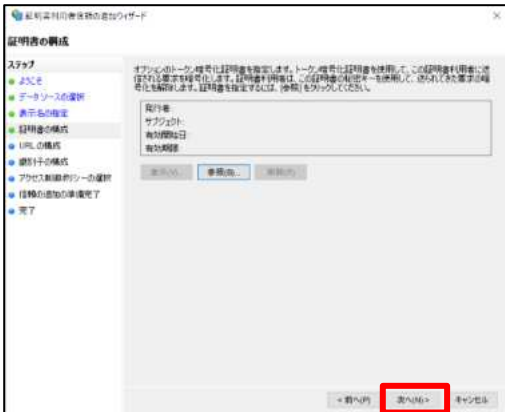 証明書利用者信頼の追加ウィザード
証明書の構成
ステップ
ようこそ
データソースの選択
表示名の指定
証明書の構成
URL の構成
識別子の構成
アクセス制御ポリシーの選択
信頼の追加の準備完了
完了
オプションのトークン暗号化証明書を指定します。トークン暗号化証明書を使用して、この証明書利用者に送
信される要求を暗号化します。証明書利用者は、この証明書の秘密キーを使用して、送られてきた要求の暗
号化を解除します。証明書を指定するには、[参照] をクリックしてください。
発行者:
サブジェクト:
有効開始日:
有効期限:
表示(V)... 参照(B)... 削除(R)
< 前へ(P) 次へ(N) > キャンセル